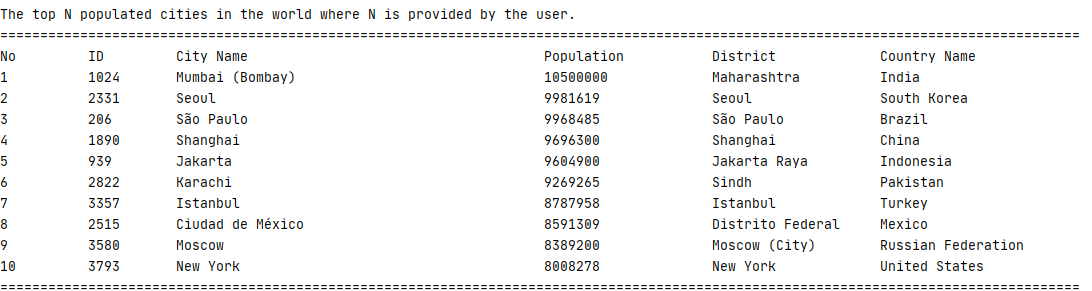 The top N populated cities in the world where N is provided by the user.
=======================================================================================================================================
No         ID         City Name                                     Population           District             Country Name
1          1024       Mumbai (Bombay)                               10500000             Maharashtra          India
2          2331       Seoul                                         9981619              Seoul                South Korea
3          206        São Paulo                                     9968485              São Paulo            Brazil
4          1890       Shanghai                                      9696300              Shanghai             China
5          939        Jakarta                                       9604900              Jakarta Raya         Indonesia
6          2822       Karachi                                       9269265              Sindh                Pakistan
7          3357       Istanbul                                      8787958              Istanbul             Turkey
8          2515       Ciudad de México                              8591309              Distrito Federal     Mexico
9          3580       Moscow                                        8389200              Moscow (City)        Russian Federation
10         3793       New York                                      8008278              New York             United States
=======================================================================================================================================